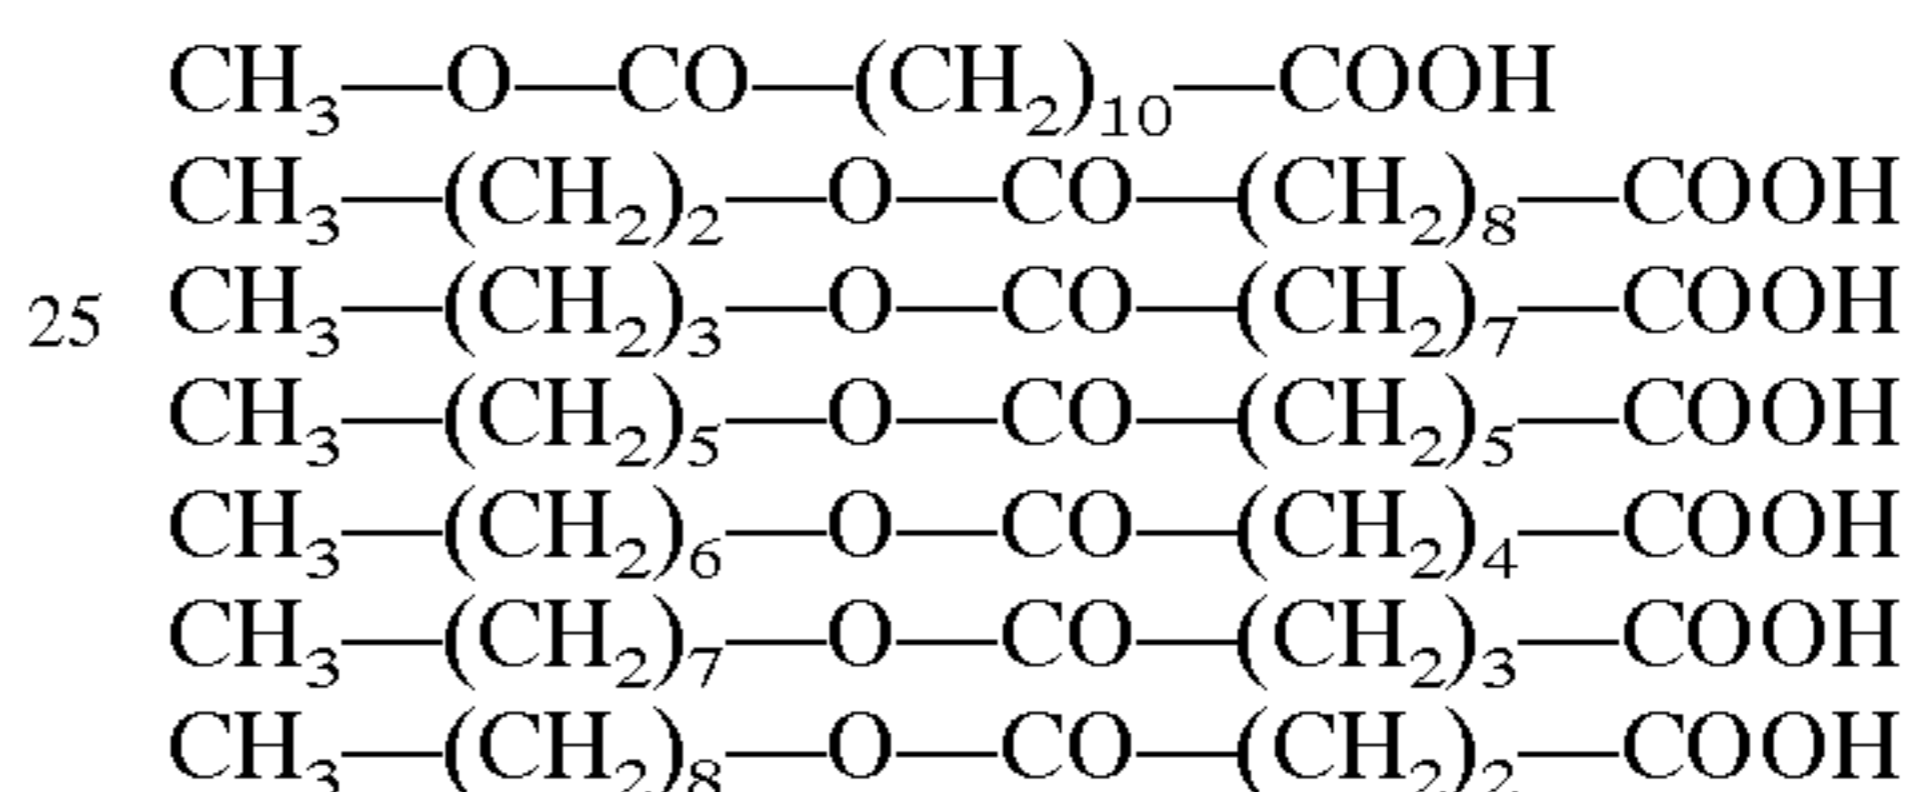 CH₃—O—CO—(CH₂)₁₀—COOH
CH₃—(CH₂)₂—O—CO—(CH₂)₈—COOH
25 CH₃—(CH₂)₃—O—CO—(CH₂)₇—COOH
CH₃—(CH₂)₅—O—CO—(CH₂)₅—COOH
CH₃—(CH₂)₆—O—CO—(CH₂)₄—COOH
CH₃—(CH₂)₇—O—CO—(CH₂)₃—COOH
CH₃—(CH₂)₈—O—CO—(CH₂)₂—COOH